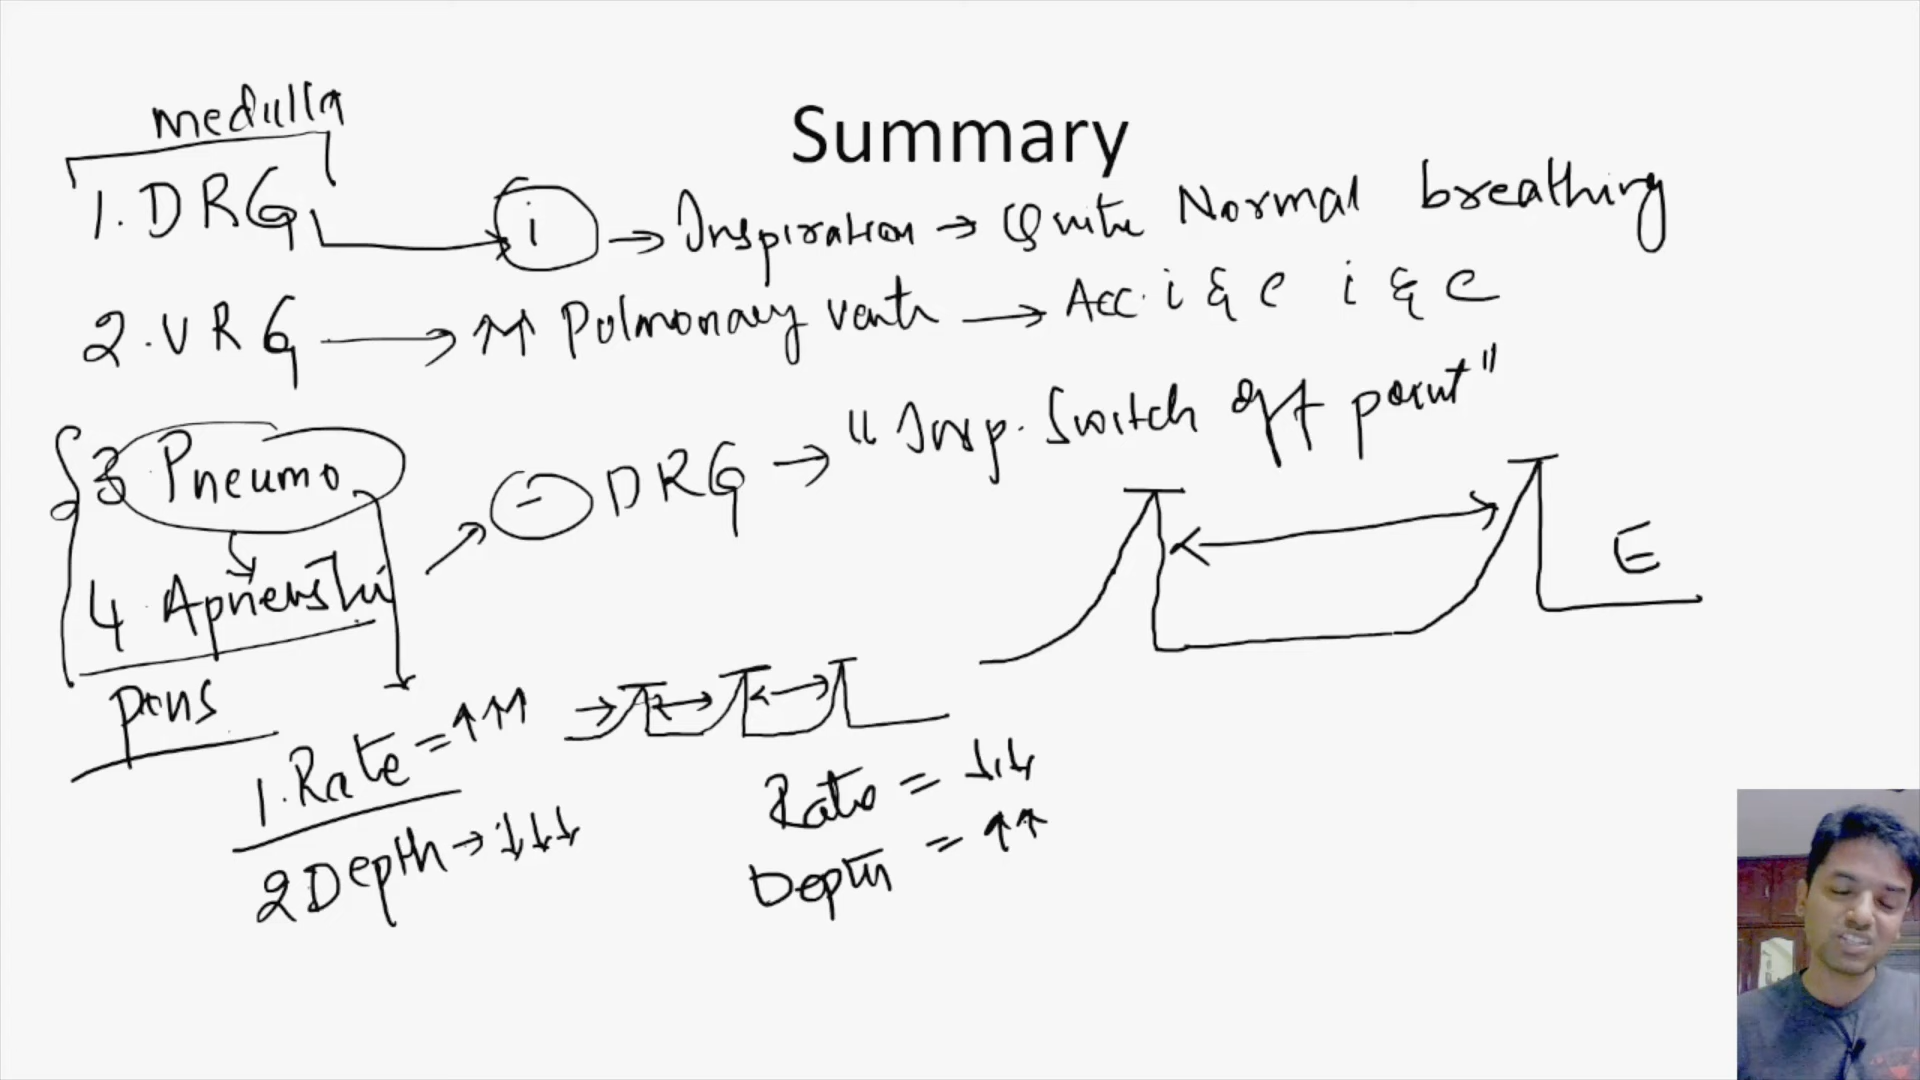 Summary
medulla
1. DRG → i → Inspiration → Quite Normal breathing
2. VRG → ↑↑ Pulmonary vent → Acc. i & e i & e
3 Pneumo
4. Apneusti → - DRG → "Insp. Switch off point"
E
Pons
1. Rate = ↑↑↑
2 Depth → ↓↓↓
Rate = ↓↓
Depth = ↑↑